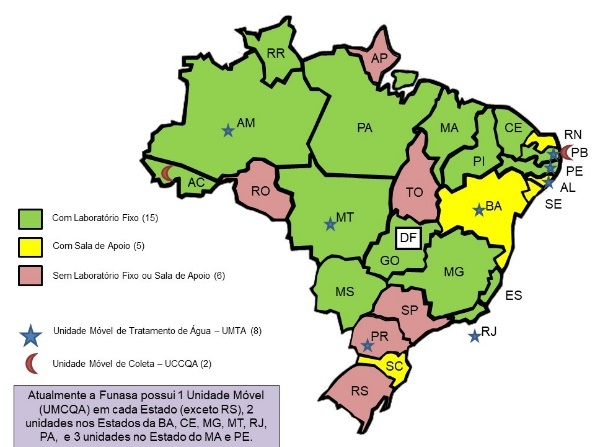 RR
AP
AM
PA
MA
CE
RN
PB
PI
PE
AL
SE
AC
RO
TO
BA
MT
DF
GO
MG
ES
MS
SP
RJ
PR
SC
RS
Com Laboratório Fixo (15)
Com Sala de Apoio (5)
Sem Laboratório Fixo ou Sala de Apoio (6)
Unidade Móvel de Tratamento de Água – UMTA (8)
Unidade Móvel de Coleta – UCCQA (2)
Atualmente a Funasa possui 1 Unidade Móvel
(UMCQA) em cada Estado (exceto RS), 2
unidades nos Estados da BA, CE, MG, MT, RJ,
PA, e 3 unidades no Estado do MA e PE.